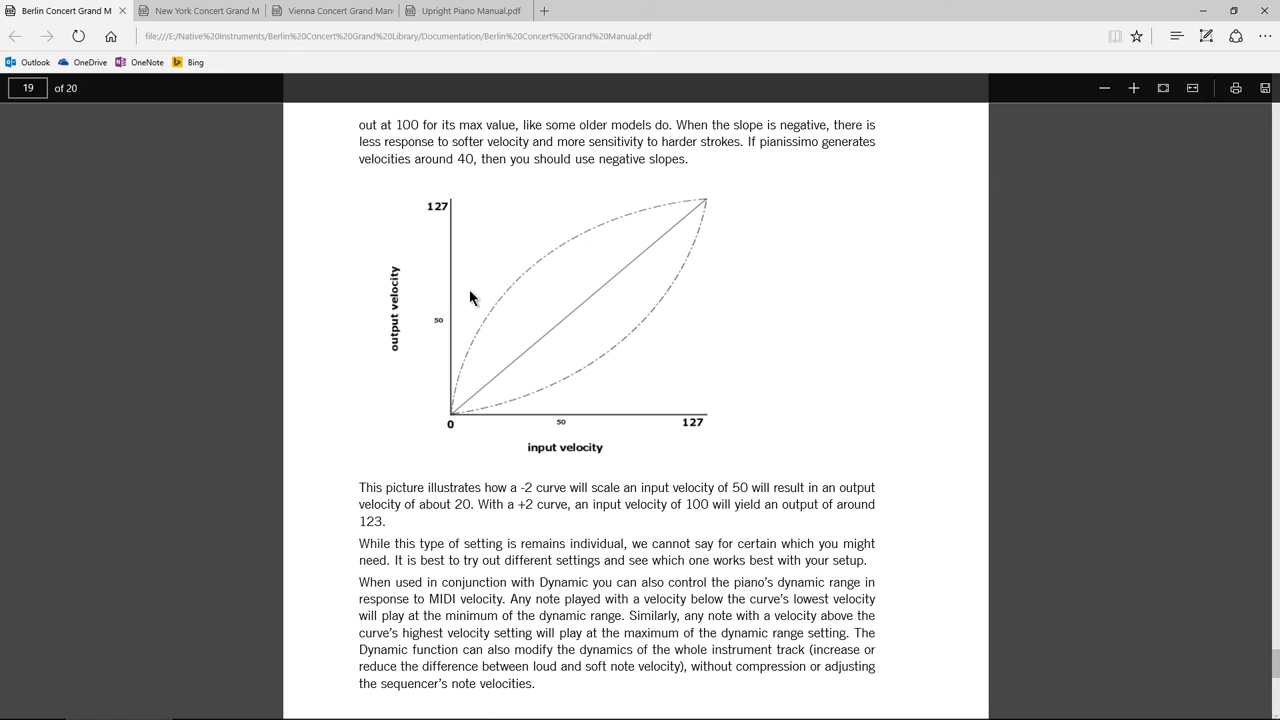 Berlin Concert Grand M
New York Concert Grand M
Vienna Concert Grand Man
Upright Piano Manual.pdf
file:///E:/Native%20Instruments/Berlin%20Concert%20Grand%20Library/Documentation/Berlin%20Concert%20Grand%20Manual.pdf
Outlook OneDrive OneNote Bing
19 of 20
out at 100 for its max value, like some older models do. When the slope is negative, there is
less response to softer velocity and more sensitivity to harder strokes. If pianissimo generates
velocities around 40, then you should use negative slopes.
127
output velocity
50
0
50
127
input velocity
This picture illustrates how a -2 curve will scale an input velocity of 50 will result in an output
velocity of about 20. With a +2 curve, an input velocity of 100 will yield an output of around
123.
While this type of setting is remains individual, we cannot say for certain which you might
need. It is best to try out different settings and see which one works best with your setup.
When used in conjunction with Dynamic you can also control the piano's dynamic range in
response to MIDI velocity. Any note played with a velocity below the curve's lowest velocity
will play at the minimum of the dynamic range. Similarly, any note with a velocity above the
curve's highest velocity setting will play at the maximum of the dynamic range setting. The
Dynamic function can also modify the dynamics of the whole instrument track (increase or
reduce the difference between loud and soft note velocity), without compression or adjusting
the sequencer's note velocities.